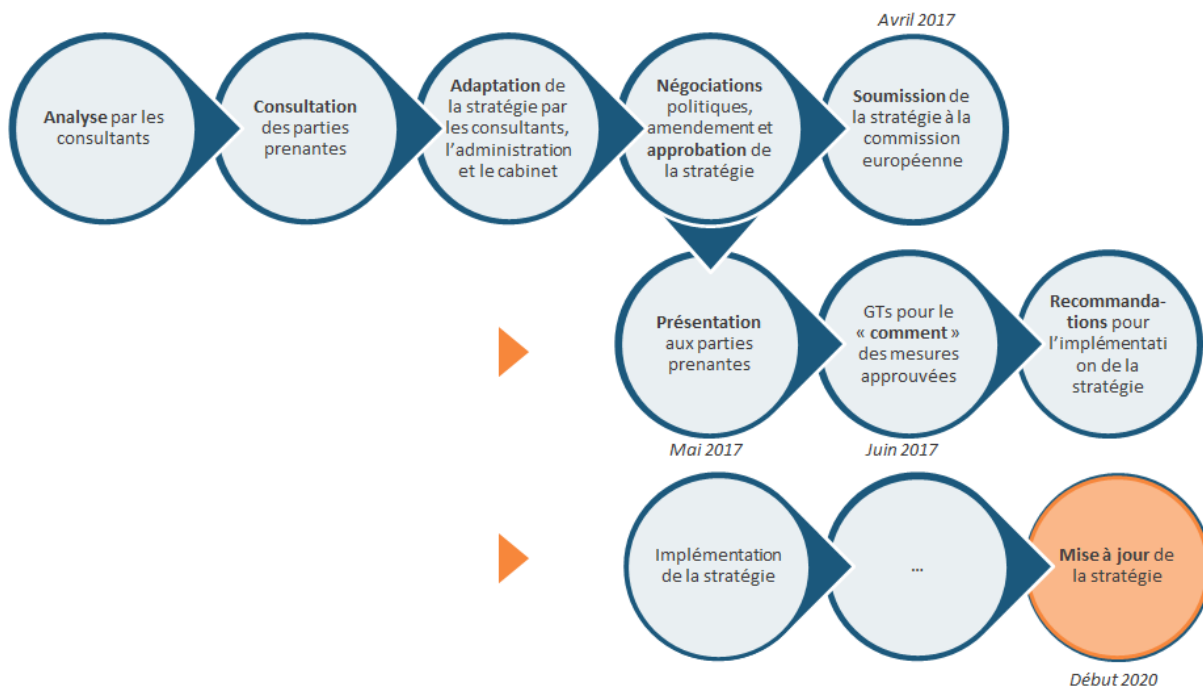 Avril 2017
Analyse par les
consultants
Consultation
des parties
prenantes
Adaptation de
la stratégie par
les consultants,
l'administration
et le cabinet
Négociations
politiques,
amendement et
approbation de
la stratégie
Soumission de
la stratégie à la
commission
européenne
Présentation
aux parties
prenantes
GTs pour le
« comment »
des mesures
approuvées
Recommanda-
tions pour
l'implémentati
on de la
stratégie
Mai 2017
Juin 2017
Implémentation
de la stratégie
...
Mise à jour de
la stratégie
Début 2020